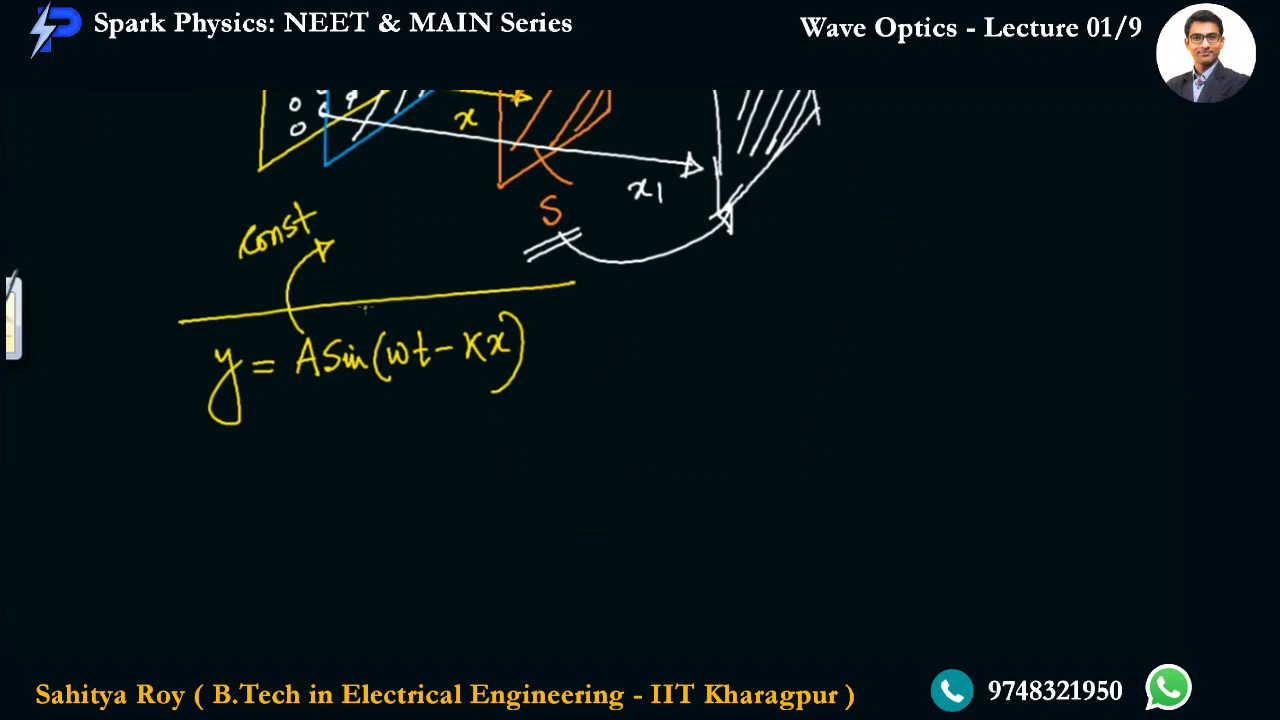 Spark Physics: NEET & MAIN Series
Wave Optics - Lecture 01/9
x
x1
S
const
y = A Sin(ωt - Kx)
Sahitya Roy ( B.Tech in Electrical Engineering - IIT Kharagpur )
9748321950